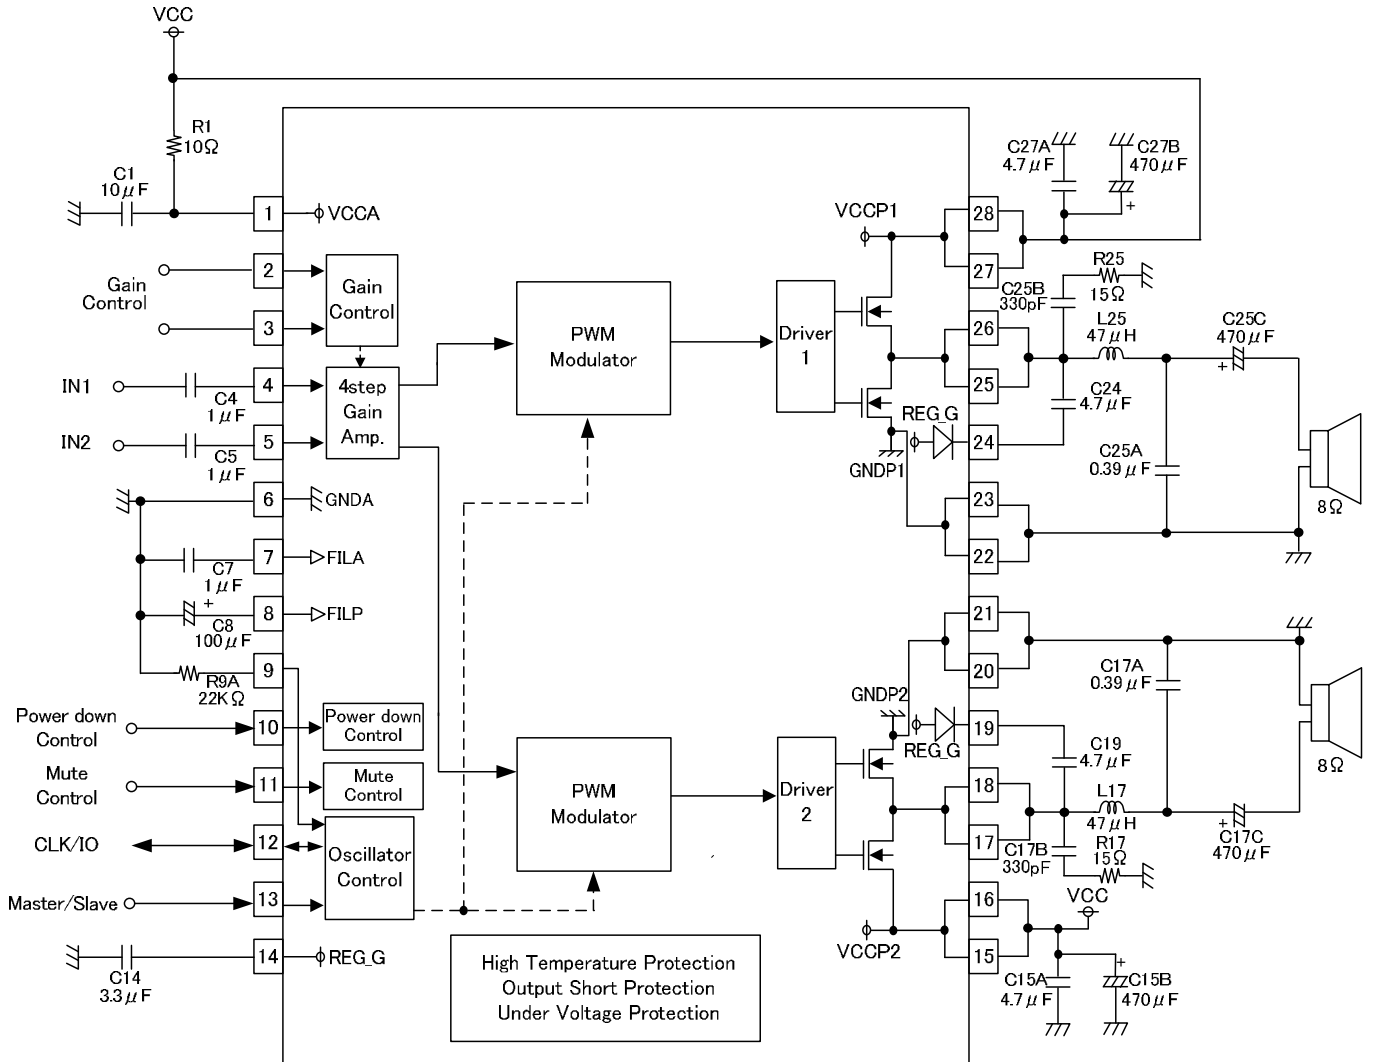 VCC
R1
10Ω
C1
10μF
1
VCCA
2
Gain
Control
3
Gain
Control
IN1
C4
1μF
4
IN2
C5
1μF
5
4step
Gain
Amp.
6
GNDA
C7
1μF
7
FILA
+
C8
100μF
8
FILP
R9A
22KΩ
9
Power down
Control
10
Power down
Control
Mute
Control
11
Mute
Control
CLK/IO
12
Oscillator
Control
Master/Slave
13
C14
3.3μF
14
REG_G
PWM
Modulator
PWM
Modulator
High Temperature Protection
Output Short Protection
Under Voltage Protection
Driver
1
Driver
2
VCCP1
28
27
C27A
4.7μF
C27B
470μF
+
R25
15Ω
C25B
330pF
26
25
L25
47μH
C25C
470μF
+
C24
4.7μF
REG_G
24
GNDP1
C25A
0.39μF
8Ω
23
22
21
20
C17A
0.39μF
GNDP2
REG_G
19
C19
4.7μF
8Ω
18
17
L17
47μH
+
C17C
470μF
C17B
330pF
R17
15Ω
VCC
16
15
VCCP2
C15A
4.7μF
+
C15B
470μF